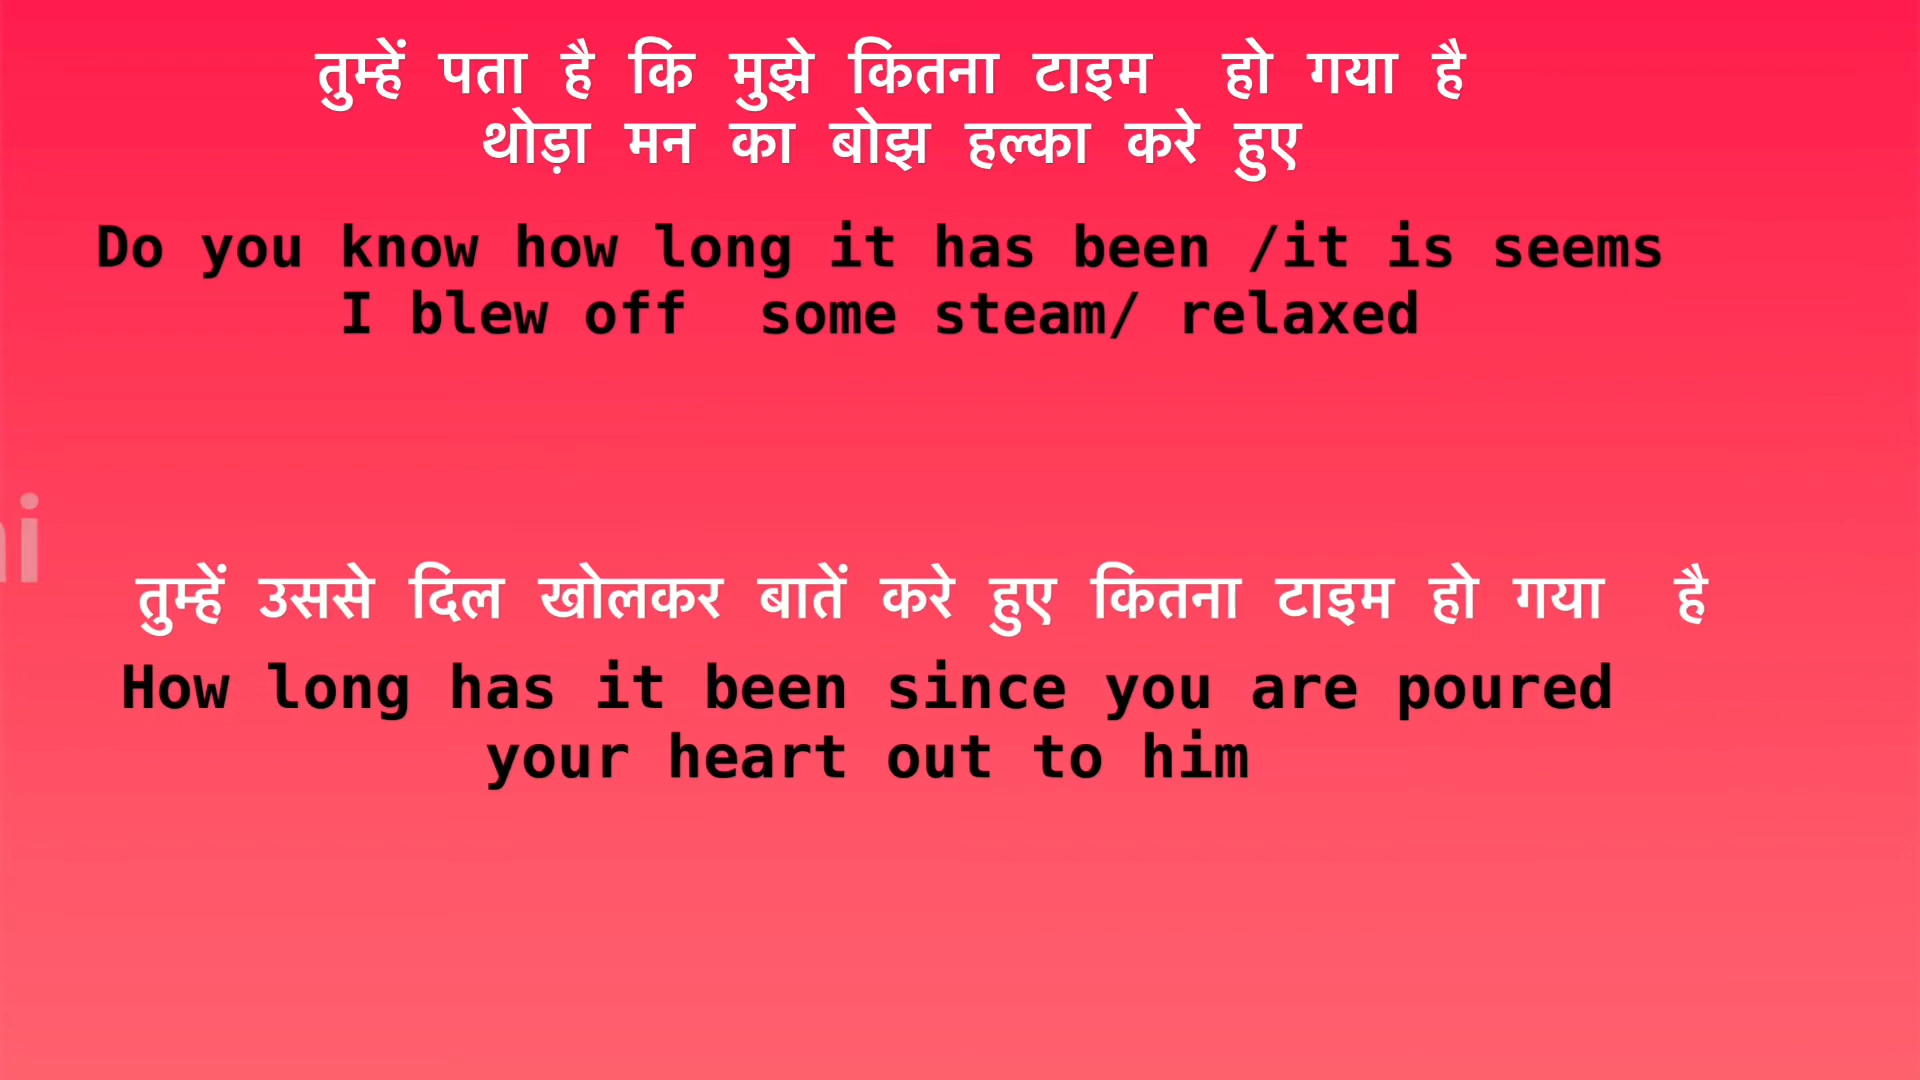 तुम्हें पता है कि मुझे कितना टाइम हो गया है
थोड़ा मन का बोझ हल्का करे हुए
Do you know how long it has been /it is seems
I blew off some steam/ relaxed
तुम्हें उससे दिल खोलकर बातें करे हुए कितना टाइम हो गया है
How long has it been since you are poured
your heart out to him